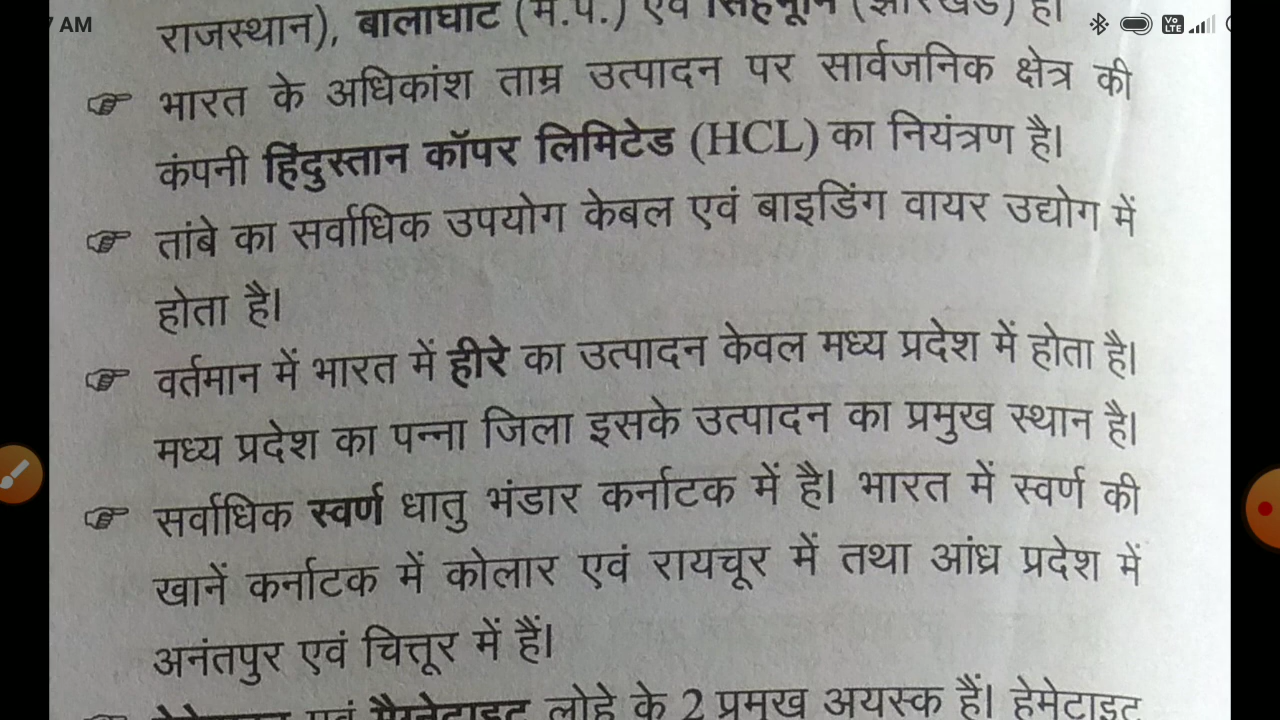 AM
राजस्थान), बालाघाट (म.प्र.) एवं सिंहभूमि (झारखंड) हैं।
भारत के अधिकांश ताम्र उत्पादन पर सार्वजनिक क्षेत्र की
कंपनी हिंदुस्तान कॉपर लिमिटेड (HCL) का नियंत्रण है।
तांबे का सर्वाधिक उपयोग केबल एवं बाइडिंग वायर उद्योग में
होता है।
वर्तमान में भारत में हीरे का उत्पादन केवल मध्य प्रदेश में होता है।
मध्य प्रदेश का पन्ना जिला इसके उत्पादन का प्रमुख स्थान है।
सर्वाधिक स्वर्ण धातु भंडार कर्नाटक में है। भारत में स्वर्ण की
खानें कर्नाटक में कोलार एवं रायचूर में तथा आंध्र प्रदेश में
अनंतपुर एवं चित्तूर में हैं।
एवं मैग्नेटाइट लोहे के 2 प्रमुख अयस्क हैं। हेमेटाइट